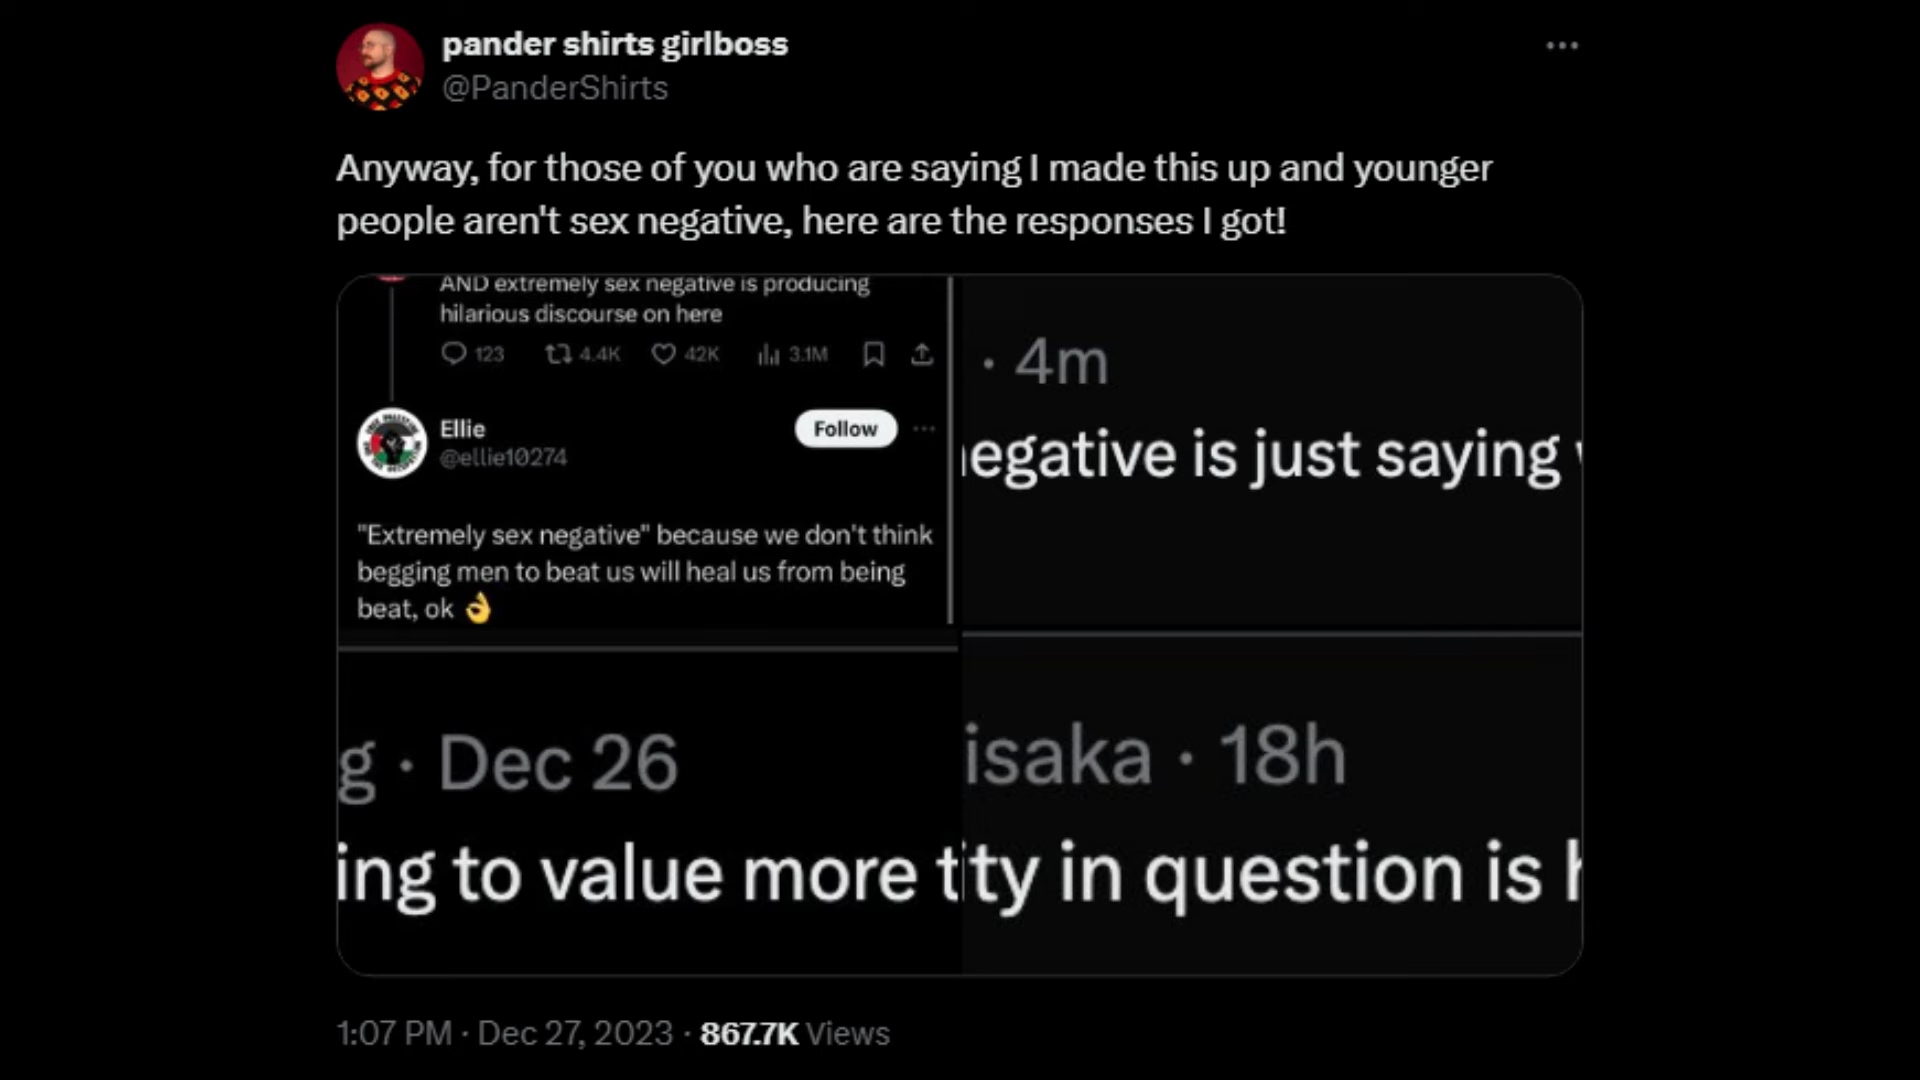 pander shirts girlboss
@PanderShirts
Anyway, for those of you who are saying I made this up and younger
people aren't sex negative, here are the responses I got!
AND extremely sex negative is producing
hilarious discourse on here
123 4.4K 42K 3.1M
Ellie
@ellie10274
Follow
"Extremely sex negative" because we don't think
begging men to beat us will heal us from being
beat, ok 👌
· 4m
egative is just saying
g · Dec 26
ing to value more t
isaka · 18h
ity in question is h
1:07 PM · Dec 27, 2023 · 867.7K Views